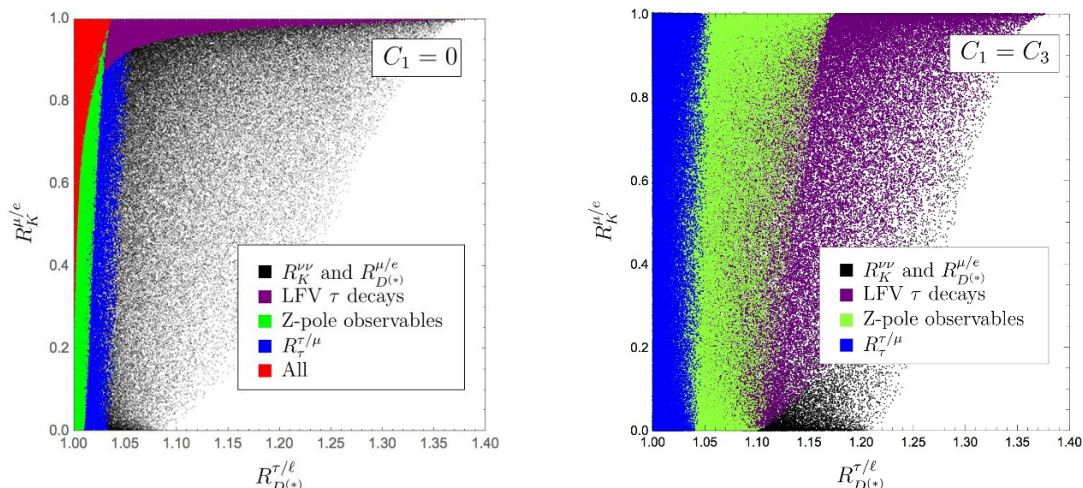 C_1 = 0
R_K^{μ/e}
1.0
0.8
0.6
0.4
0.2
0.0
R_K^{νν} and R_{D^{(*)}}^{μ/e}
LFV τ decays
Z-pole observables
R_τ^{τ/μ}
All
1.00 1.05 1.10 1.15 1.20 1.25 1.30 1.35 1.40
R_{D^{(*)}}^{τ/ℓ}
C_1 = C_3
R_K^{μ/e}
1.0
0.8
0.6
0.4
0.2
0.0
R_K^{νν} and R_{D^{(*)}}^{μ/e}
LFV τ decays
Z-pole observables
R_τ^{τ/μ}
1.00 1.05 1.10 1.15 1.20 1.25 1.30 1.35 1.40
R_{D^{(*)}}^{τ/ℓ}